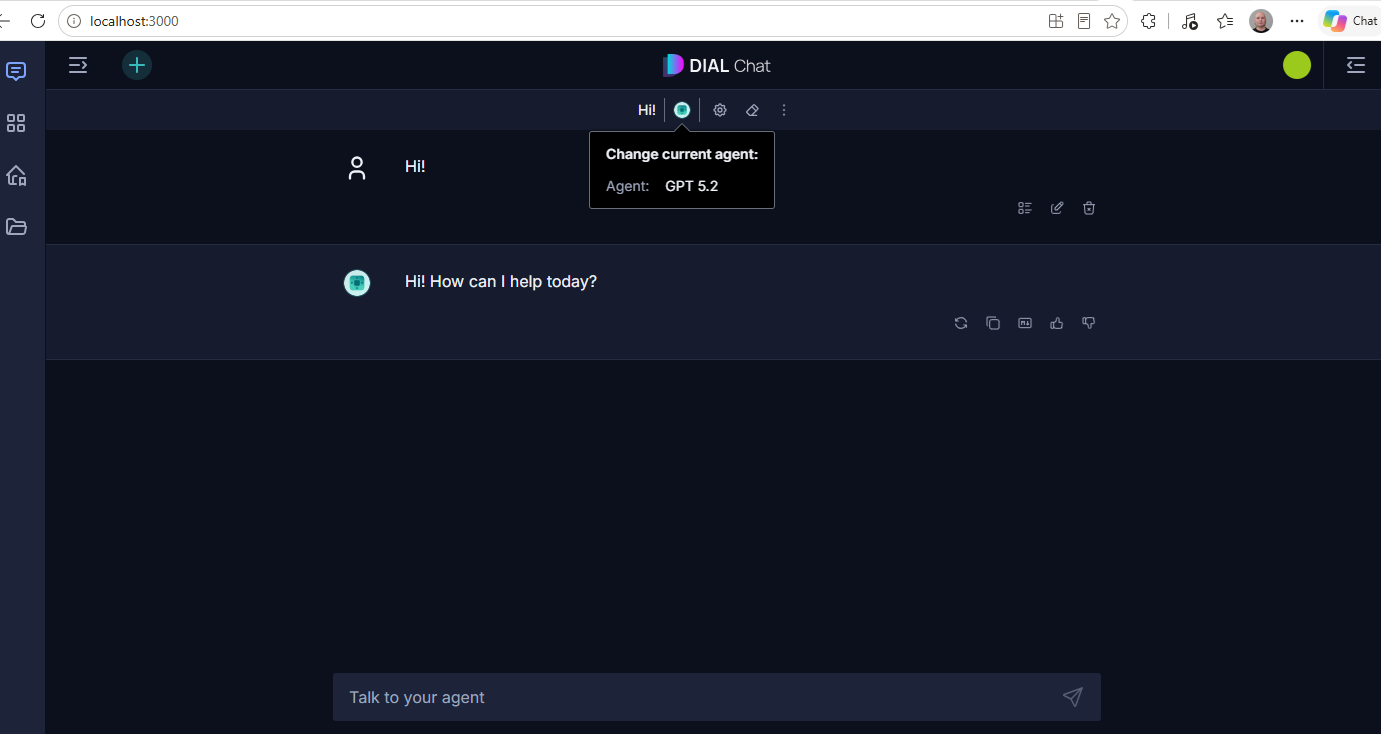 localhost:3000
Chat
DIAL Chat
Hi!
Change current agent:
Agent: GPT 5.2
Hi!
Hi! How can I help today?
Talk to your agent